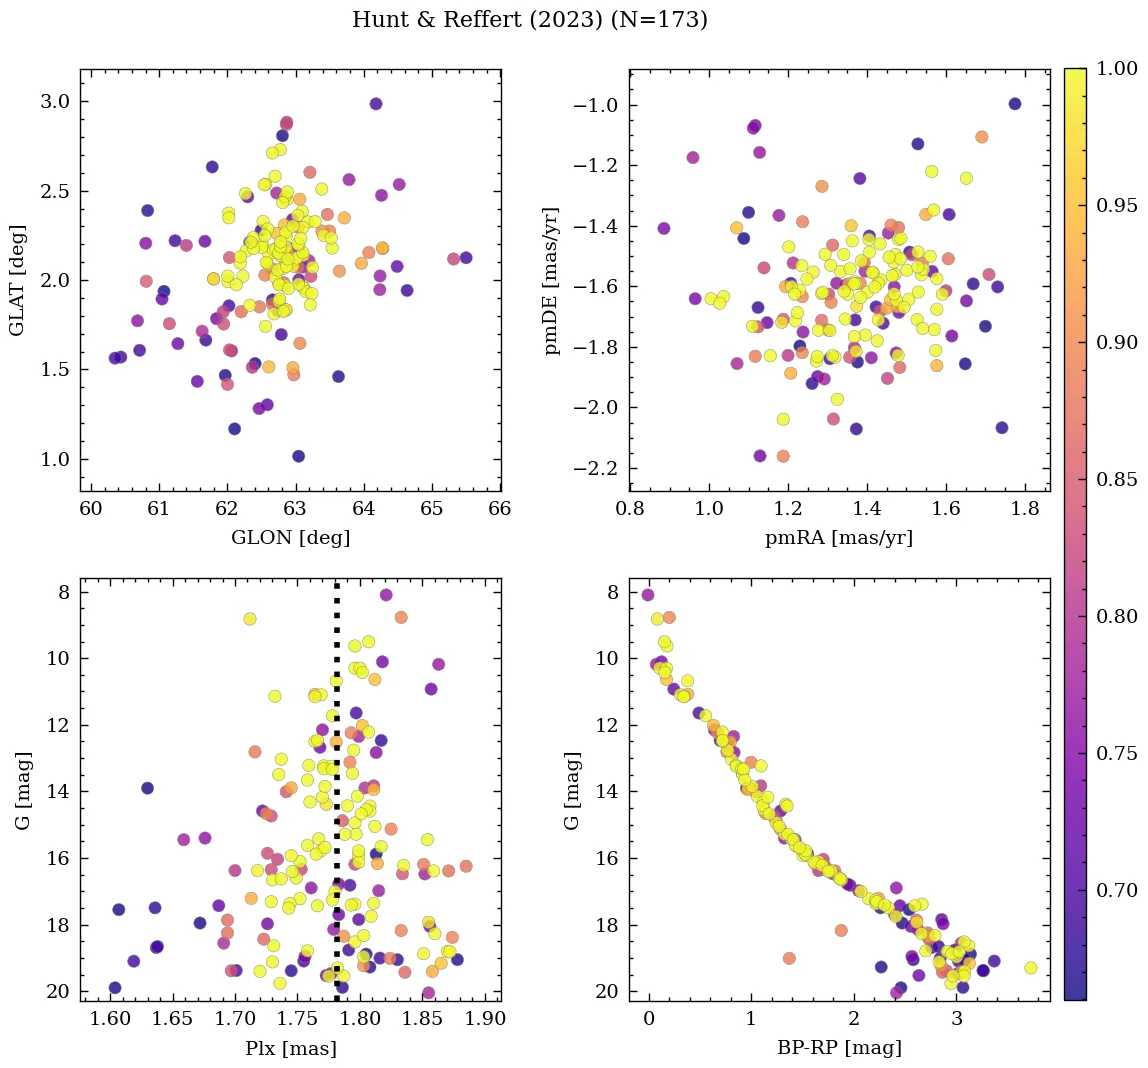 Hunt & Reffert (2023) (N=173)
3.0
2.5
2.0
1.5
1.0
GLAT [deg]
60 61 62 63 64 65 66
GLON [deg]
−1.0
−1.2
−1.4
−1.6
−1.8
−2.0
−2.2
pmDE [mas/yr]
0.8 1.0 1.2 1.4 1.6 1.8
pmRA [mas/yr]
1.00
0.95
0.90
0.85
0.80
0.75
0.70
8
10
12
14
16
18
20
G [mag]
1.60 1.65 1.70 1.75 1.80 1.85 1.90
Plx [mas]
8
10
12
14
16
18
20
G [mag]
0 1 2 3
BP-RP [mag]